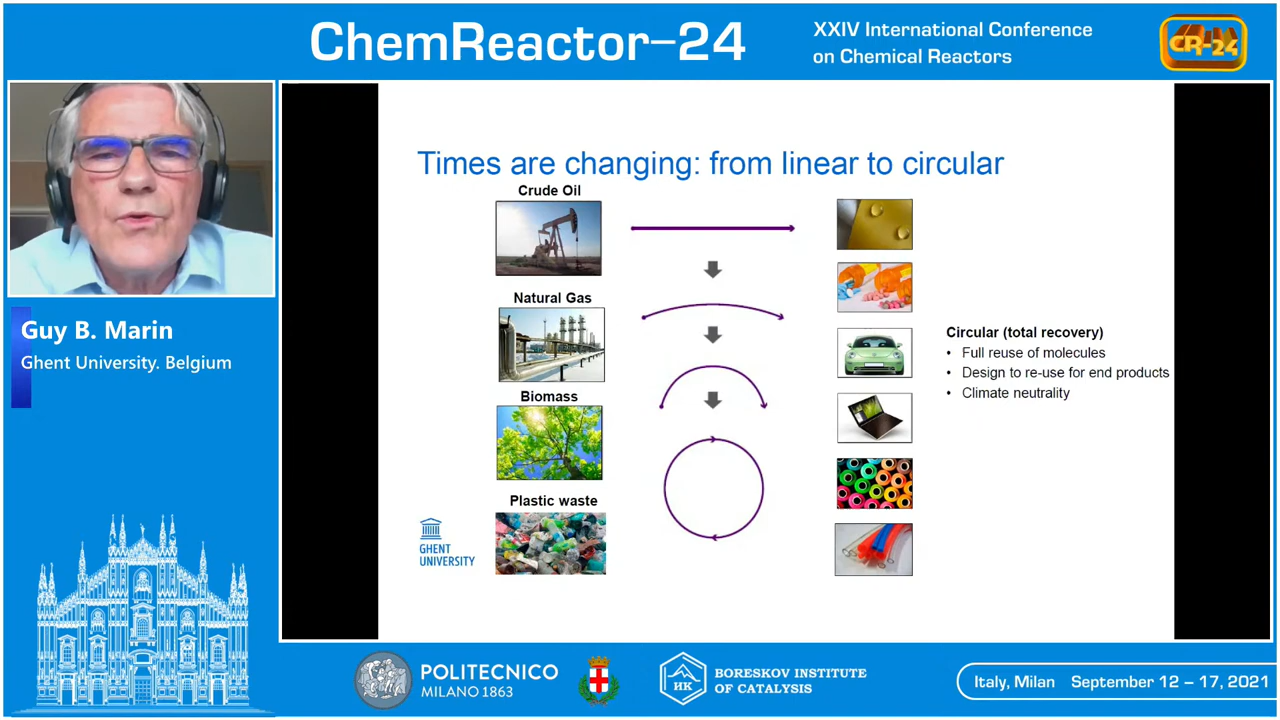 ChemReactor–24
XXIV International Conference
on Chemical Reactors
CR-24
Guy B. Marin
Ghent University. Belgium
Times are changing: from linear to circular
Crude Oil
Natural Gas
Biomass
Plastic waste
Circular (total recovery)
• Full reuse of molecules
• Design to re-use for end products
• Climate neutrality
GHENT
UNIVERSITY
POLITECNICO
MILANO 1863
HK
BORESKOV INSTITUTE
OF CATALYSIS
Italy, Milan September 12 – 17, 2021